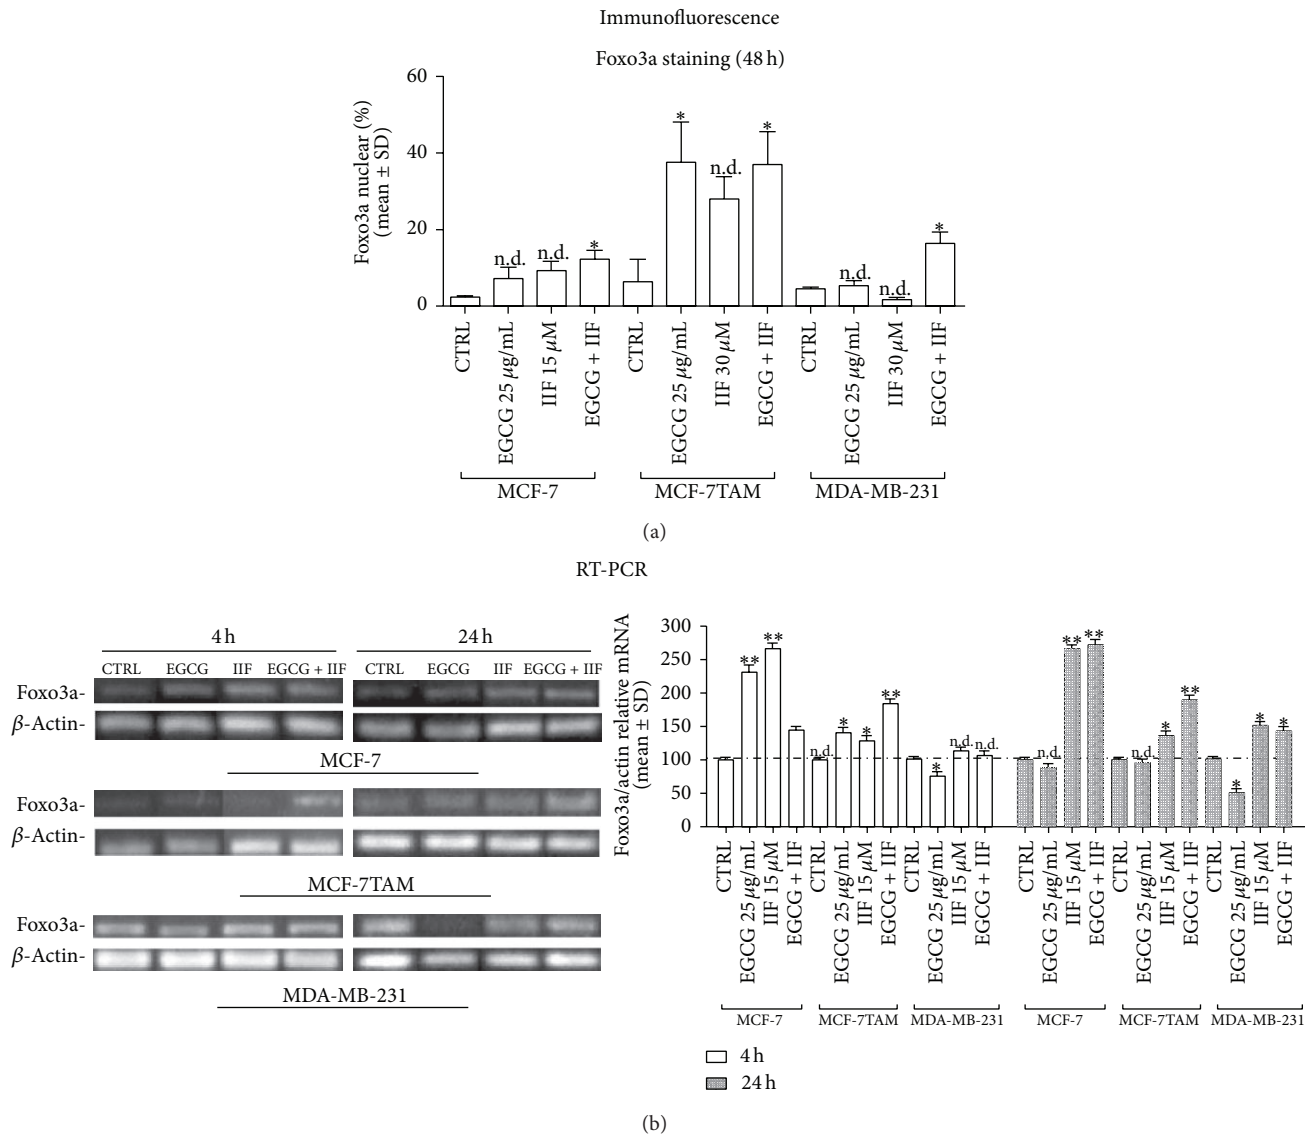 Immunofluorescence
Foxo3a staining (48 h)
Foxo3a nuclear (%)
(mean ± SD)
60
40
20
0
n.d.
n.d.
*
*
n.d.
*
n.d.
n.d.
*
CTRL
EGCG 25 μg/mL
IIF 15 μM
EGCG + IIF
CTRL
EGCG 25 μg/mL
IIF 30 μM
EGCG + IIF
CTRL
EGCG 25 μg/mL
IIF 30 μM
EGCG + IIF
MCF-7
MCF-7TAM
MDA-MB-231
(a)
RT-PCR
4 h
24 h
CTRL EGCG IIF EGCG + IIF
CTRL EGCG IIF EGCG + IIF
Foxo3a-
β-Actin-
MCF-7
Foxo3a-
β-Actin-
MCF-7TAM
Foxo3a-
β-Actin-
MDA-MB-231
Foxo3a/actin relative mRNA
(mean ± SD)
300
250
200
150
100
50
0
**
**
n.d.
*
*
**
*
n.d.
n.d.
n.d.
**
**
n.d.
*
**
*
*
*
CTRL
EGCG 25 μg/mL
IIF 15 μM
EGCG + IIF
CTRL
EGCG 25 μg/mL
IIF 15 μM
EGCG + IIF
CTRL
EGCG 25 μg/mL
IIF 15 μM
EGCG + IIF
CTRL
EGCG 25 μg/mL
IIF 15 μM
EGCG + IIF
CTRL
EGCG 25 μg/mL
IIF 15 μM
EGCG + IIF
CTRL
EGCG 25 μg/mL
IIF 15 μM
EGCG + IIF
MCF-7
MCF-7TAM
MDA-MB-231
MCF-7
MCF-7TAM
MDA-MB-231
4 h
24 h
(b)